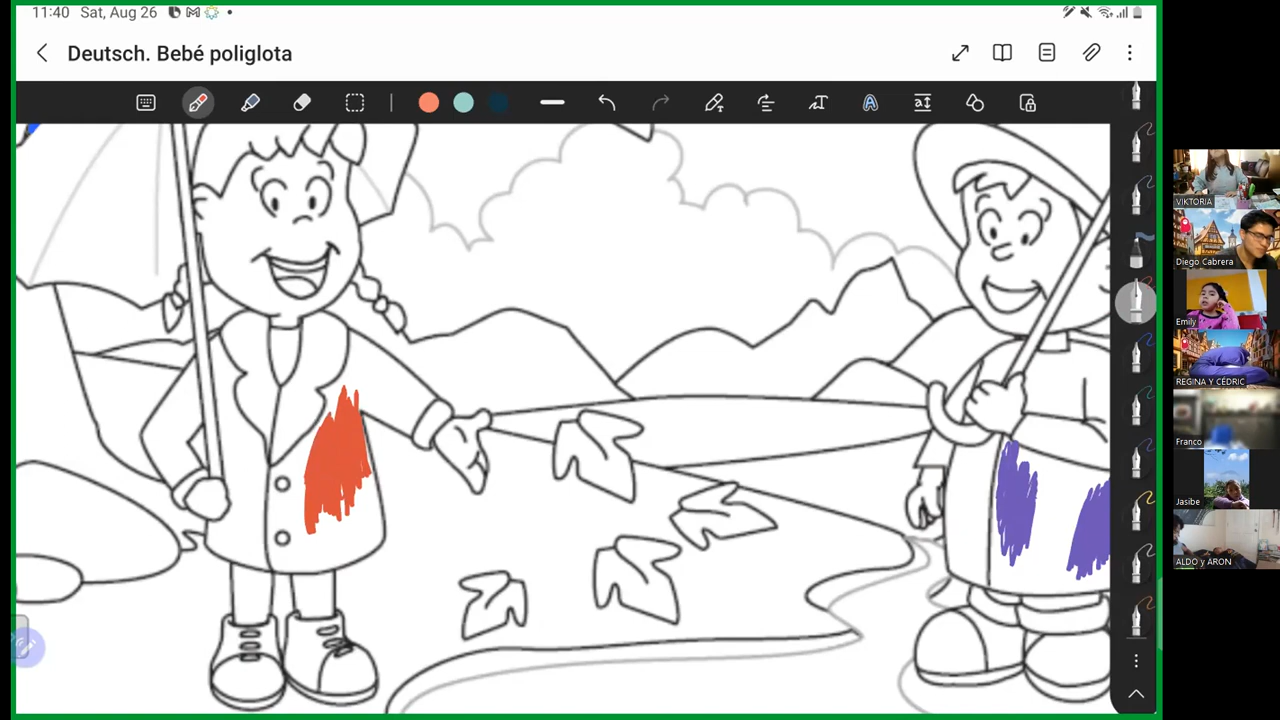 11:40 Sat, Aug 26
Deutsch. Bebé poliglota
VIKTORIA
Diego Cabrera
Emily
REGINA Y CÉDRIC
Franco
Jasibe
ALDO y ARON